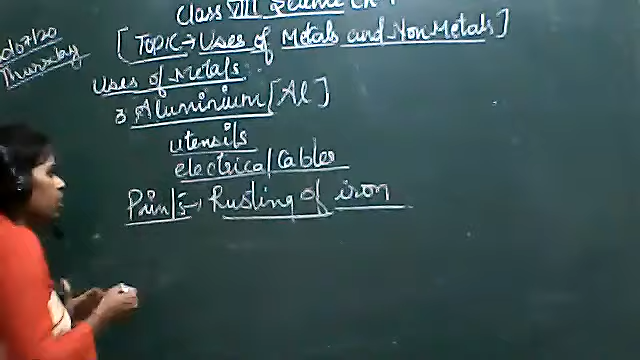 Class VIII Science Ch
Thursday
[Topic → Uses of Metals and Non Metals]
Uses of Metals:
3 Aluminium [Al]
utensils
electrical Cables
→ Rusting of iron